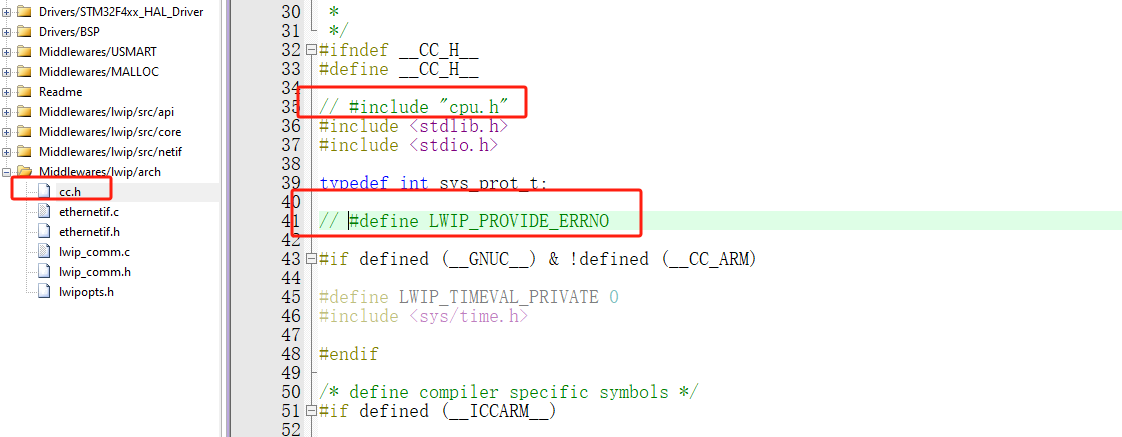 Drivers/STM32F4xx_HAL_Driver
Drivers/BSP
Middlewares/USMART
Middlewares/MALLOC
Readme
Middlewares/lwip/src/api
Middlewares/lwip/src/core
Middlewares/lwip/src/netif
Middlewares/lwip/arch
cc.h
ethernetif.c
ethernetif.h
lwip_comm.c
lwip_comm.h
lwipopts.h
30 *
31 */
32 #ifndef __CC_H__
33 #define __CC_H__
34
35 // #include "cpu.h"
36 #include <stdlib.h>
37 #include <stdio.h>
38
39 typedef int sys_prot_t;
40
41 // #define LWIP_PROVIDE_ERRNO
42
43 #if defined (__GNUC__) & !defined (__CC_ARM)
44
45 #define LWIP_TIMEVAL_PRIVATE 0
46 #include <sys/time.h>
47
48 #endif
49
50 /* define compiler specific symbols */
51 #if defined (__ICCARM__)
52